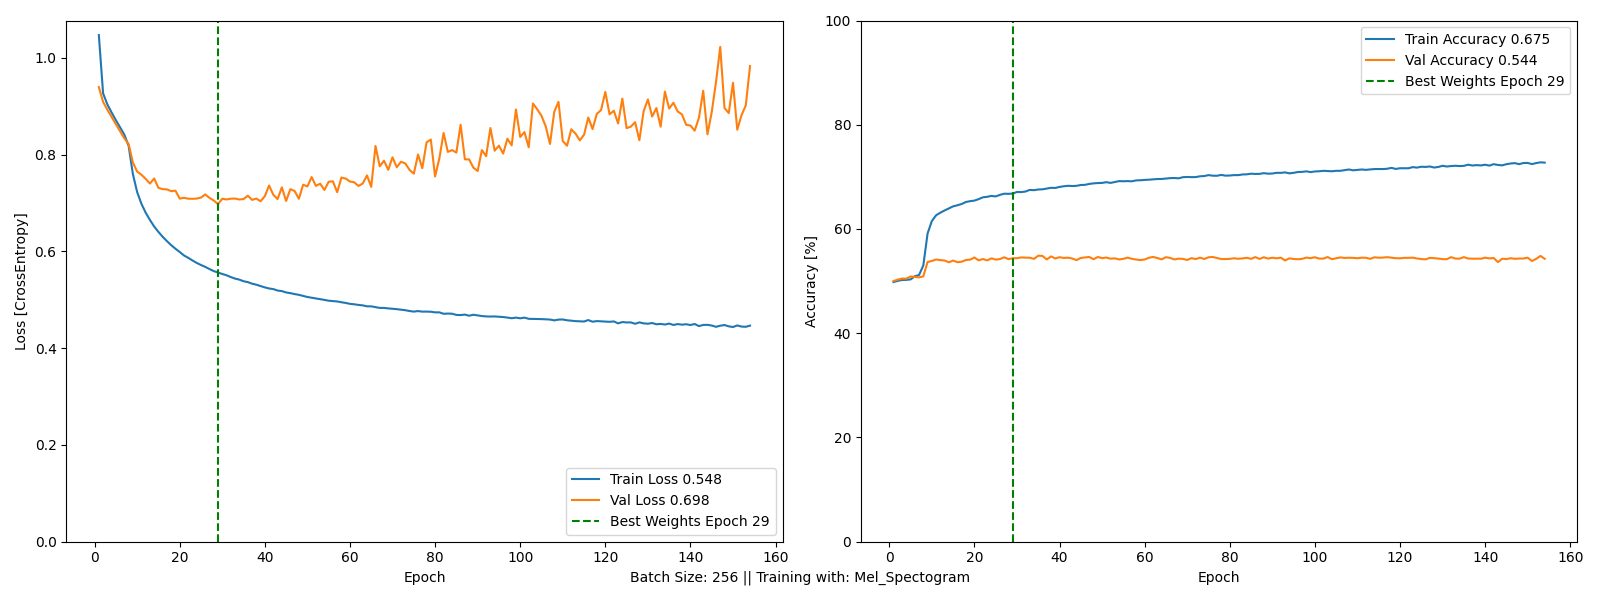 1.0
0.8
0.6
0.4
0.2
0.0
Loss [CrossEntropy]
Train Loss 0.548
Val Loss 0.698
Best Weights Epoch 29
0 20 40 60 80 100 120 140 160
Epoch
100
80
60
40
20
0
Accuracy [%]
Train Accuracy 0.675
Val Accuracy 0.544
Best Weights Epoch 29
0 20 40 60 80 100 120 140 160
Epoch
Batch Size: 256 || Training with: Mel_Spectogram